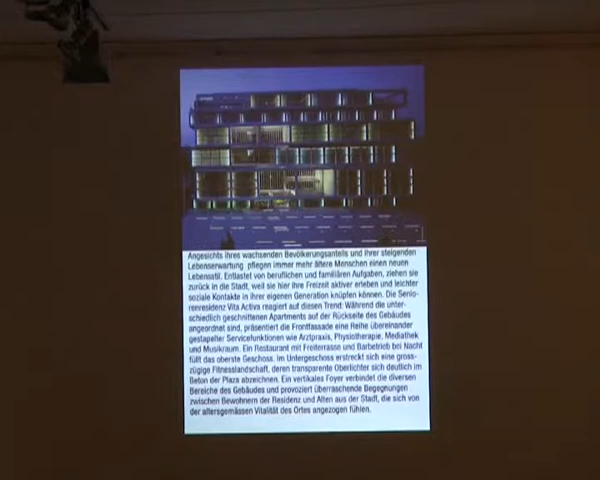 Angesichts ihres wachsenden Bevölkerungsanteils und ihrer steigenden
Lebenserwartung pflegen immer mehr ältere Menschen einen neuen
Lebensstil. Entlastet von beruflichen und familiären Aufgaben, ziehen sie
zurück in die Stadt, weil sie hier ihre Freizeit aktiver erleben und leichter
soziale Kontakte in ihrer eigenen Generation knüpfen können. Die Senio-
renresidenz Vita Activa reagiert auf diesen Trend: Während die unter-
schiedlich geschnittenen Apartments auf der Rückseite des Gebäudes
angeordnet sind, präsentiert die Frontfassade eine Reihe übereinander
gestapelter Servicefunktionen wie Arztpraxis, Physiotherapie, Mediathek
und Musikraum. Ein Restaurant mit Freiterrasse und Barbetrieb bei Nacht
füllt das oberste Geschoss. Im Untergeschoss erstreckt sich eine gross-
zügige Fitnesslandschaft, deren transparente Oberlichter sich deutlich im
Beton der Plaza abzeichnen. Ein vertikales Foyer verbindet die diversen
Bereiche des Gebäudes und provoziert überraschende Begegnungen
zwischen Bewohnern der Residenz und Alten aus der Stadt, die sich von
der altersgemässen Vitalität des Ortes angezogen fühlen.